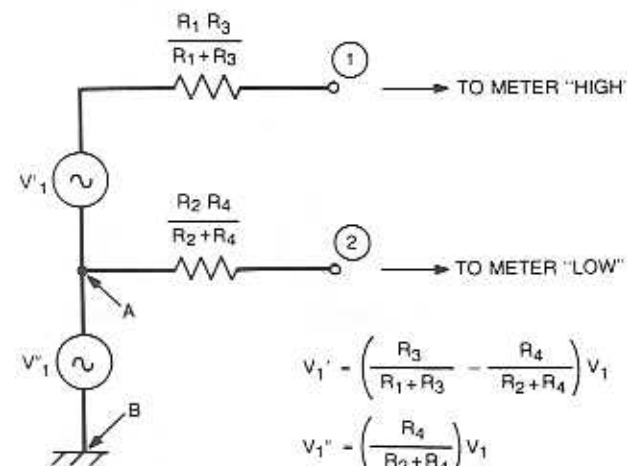 R1 R3
R1+R3
1
TO METER "HIGH"
V'1
R2 R4
R2+R4
2
TO METER "LOW"
A
V"1
B
V1' = ( R3 / R1+R3 - R4 / R2+R4 ) V1
V1" = ( R4 / R2+R4 ) V1